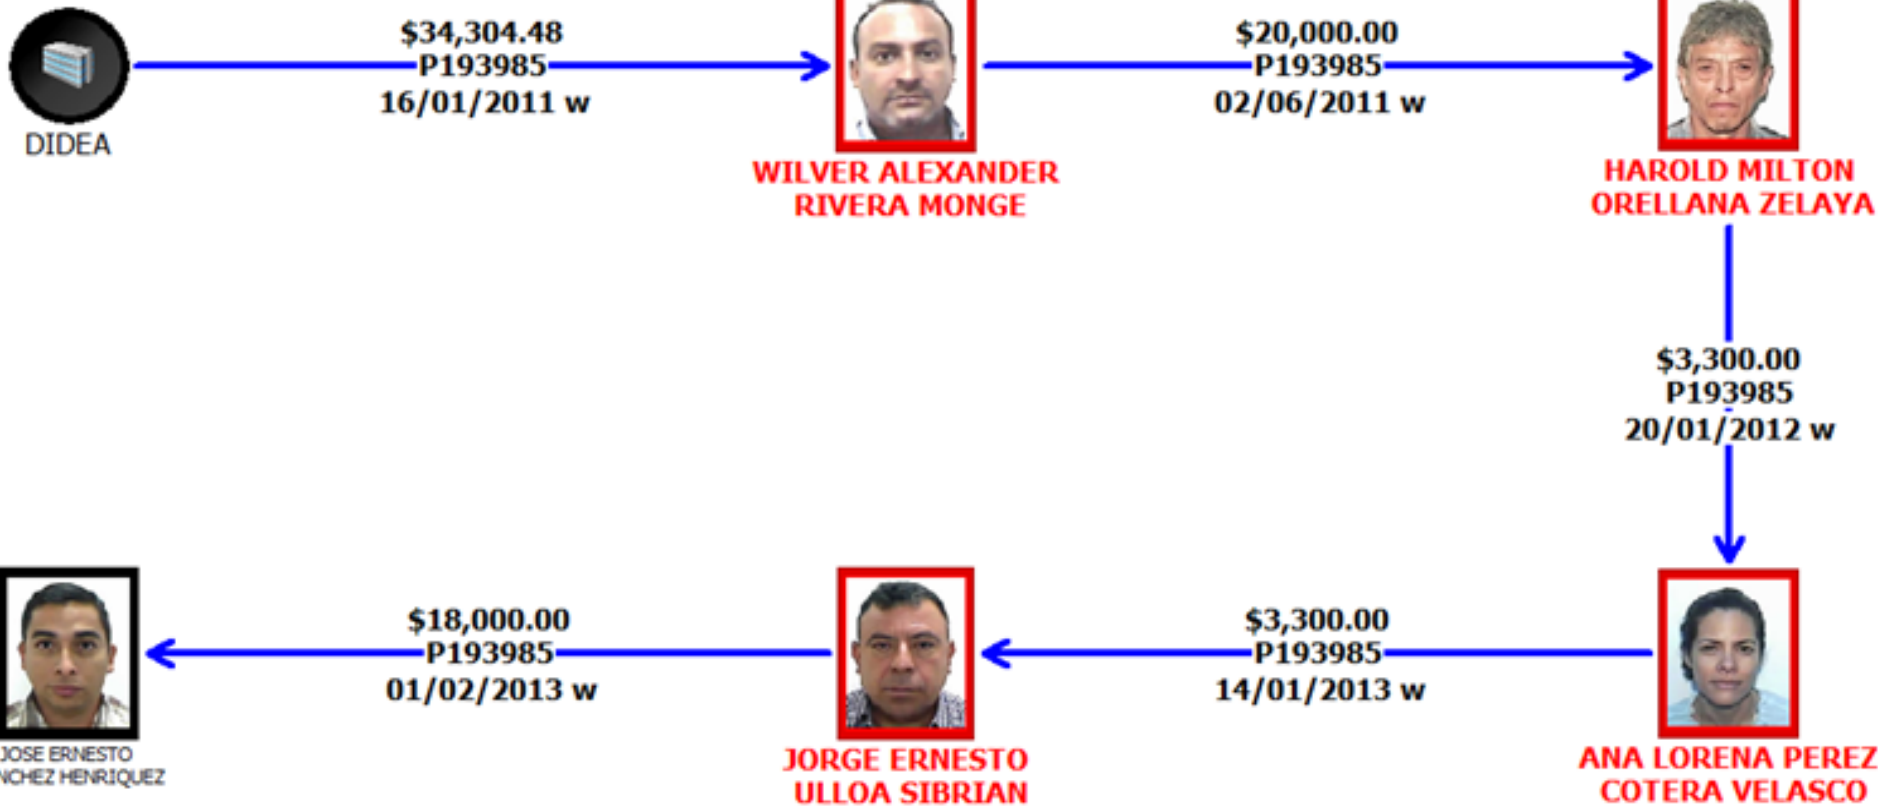 $34,304.48
P193985
16/01/2011 w
DIDEA
$20,000.00
P193985
02/06/2011 w
WILVER ALEXANDER
RIVERA MONGE
HAROLD MILTON
ORELLANA ZELAYA
$3,300.00
P193985
20/01/2012 w
$18,000.00
P193985
01/02/2013 w
$3,300.00
P193985
14/01/2013 w
JOSE ERNESTO
NCHEZ HENRIQUEZ
JORGE ERNESTO
ULLOA SIBRIAN
ANA LORENA PEREZ
COTERA VELASCO